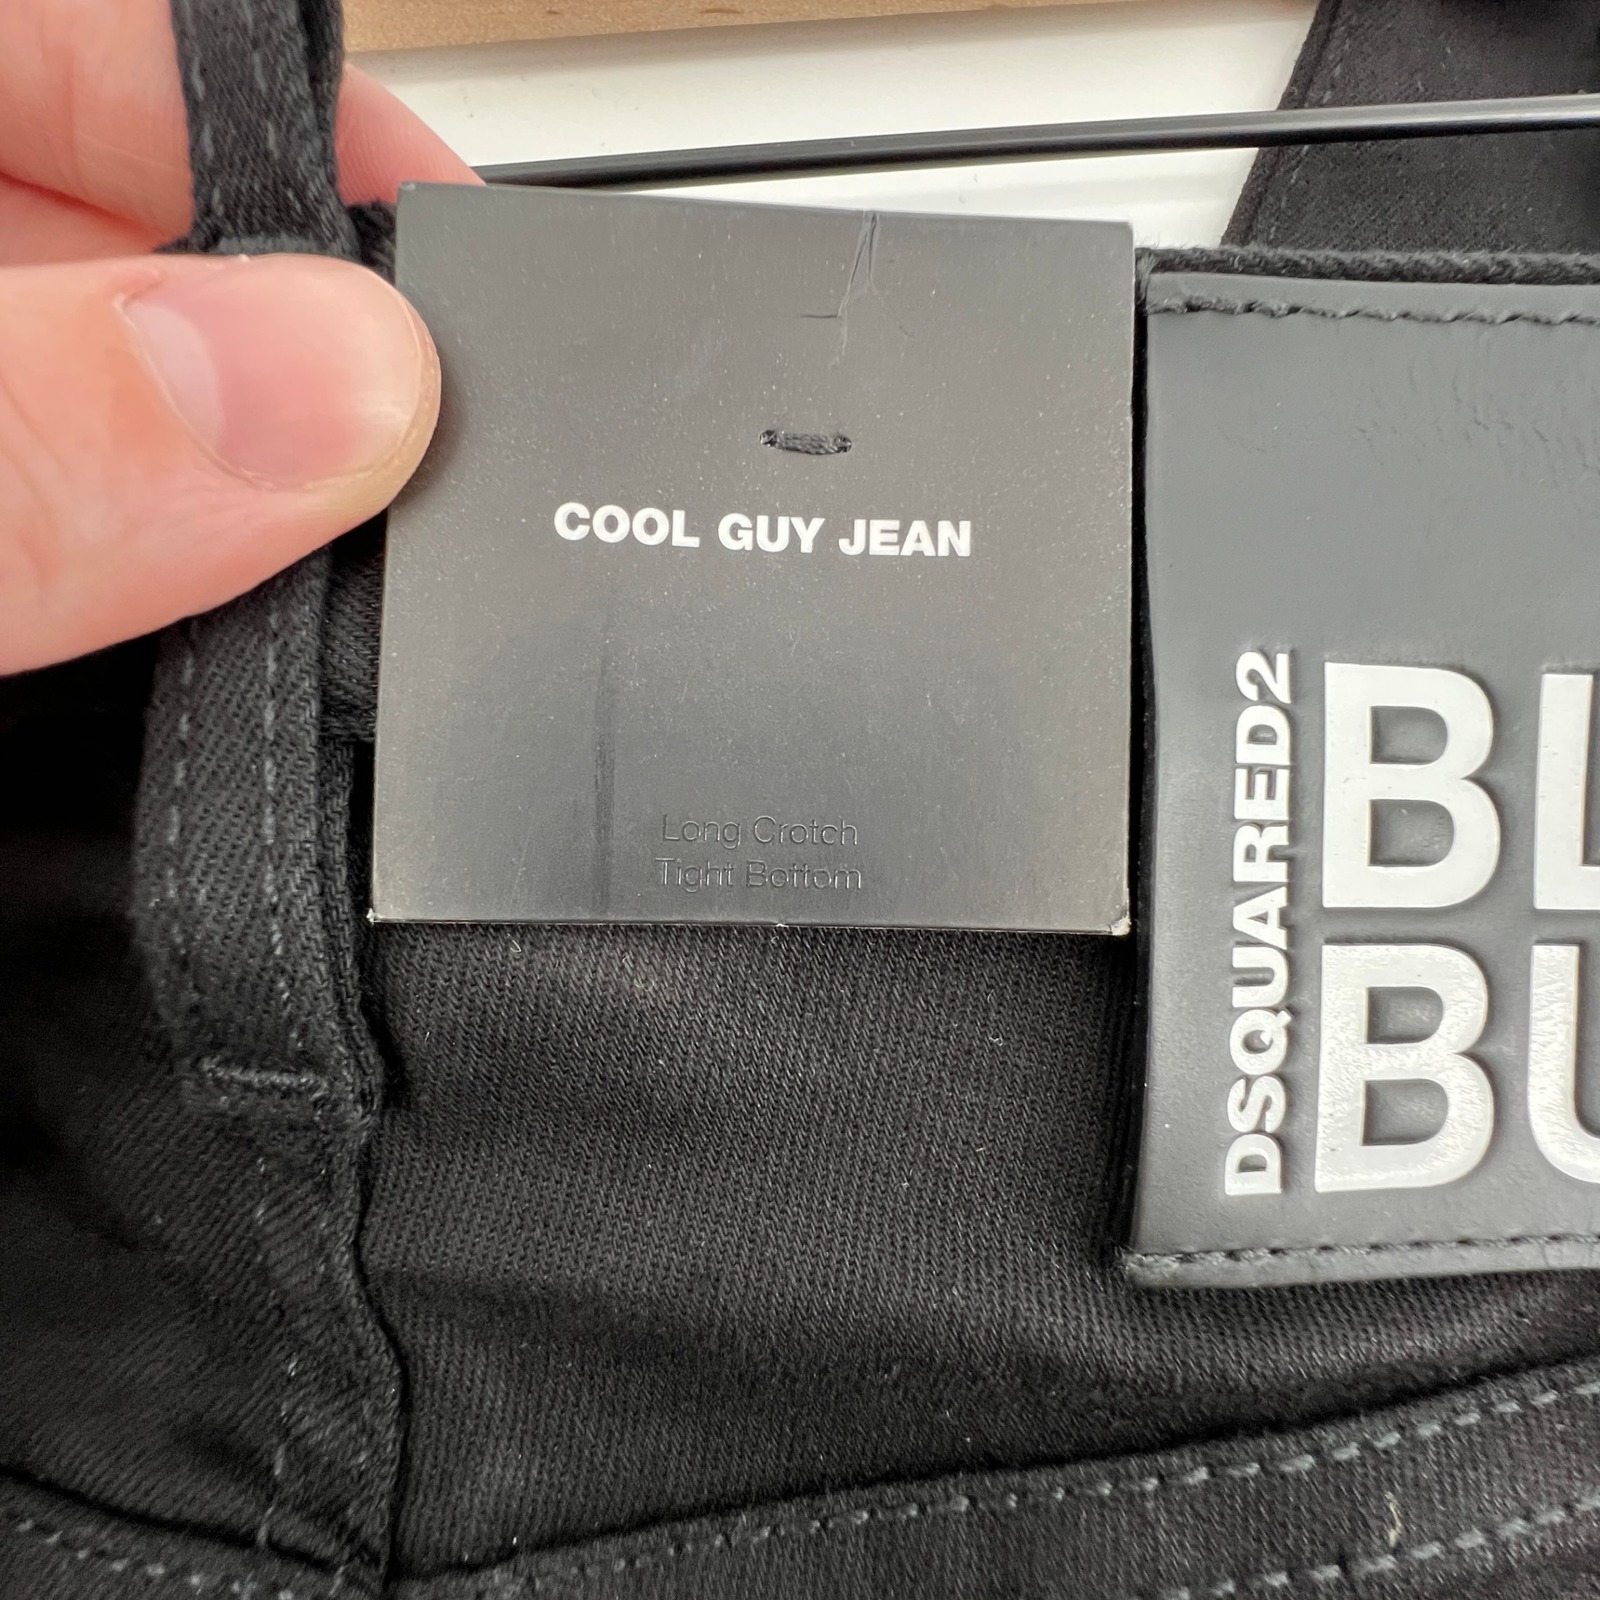 COOL GUY JEAN
Long Crotch
Tight Bottom
DSQUARED2